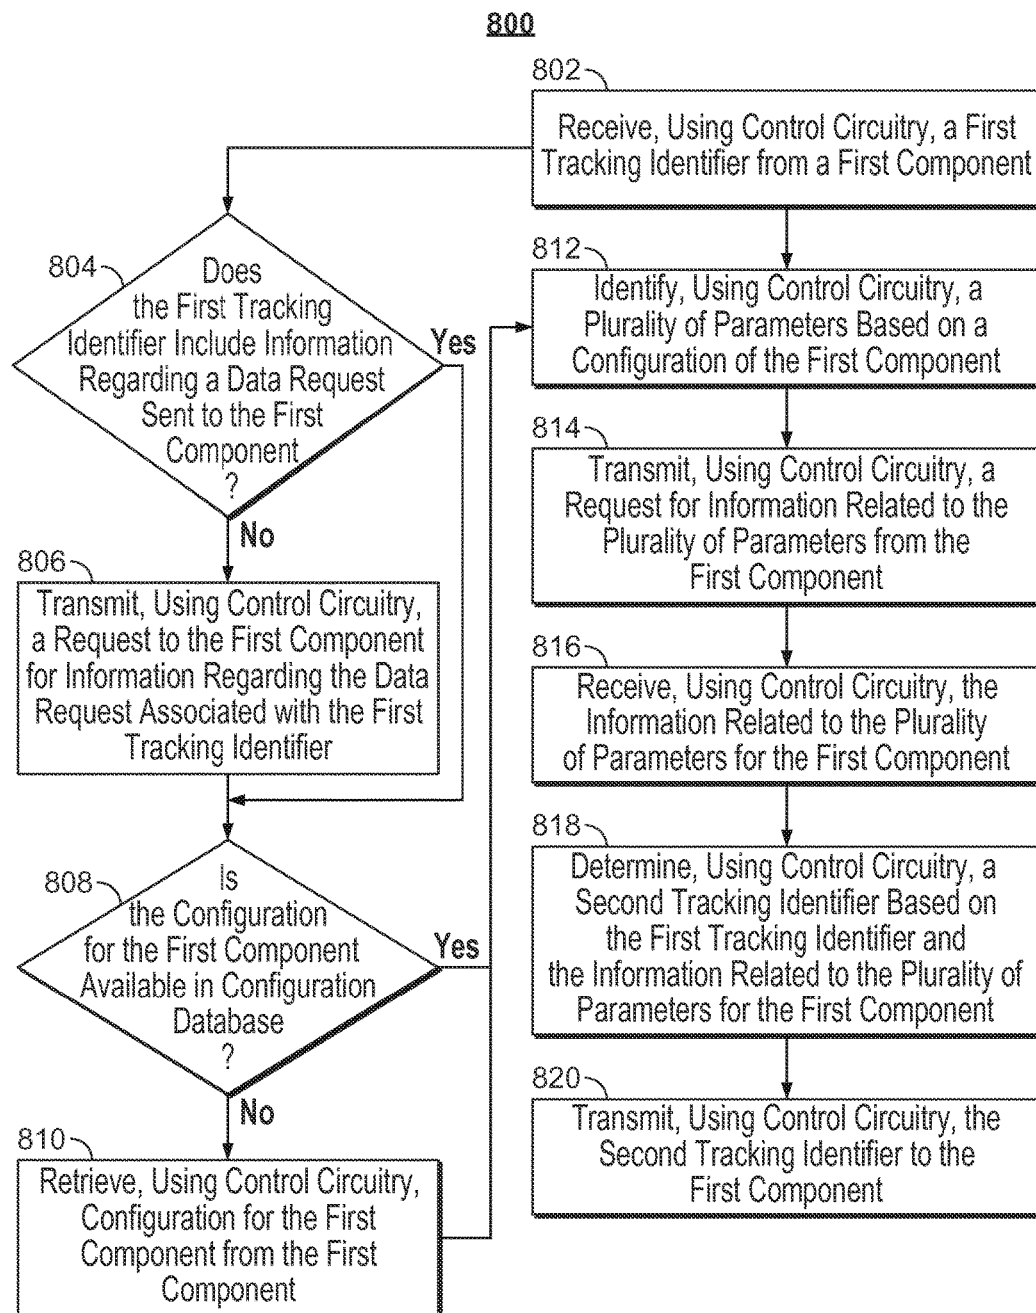 800
802
Receive, Using Control Circuitry, a First
Tracking Identifier from a First Component
804
Does
the First Tracking
Identifier Include Information
Regarding a Data Request
Sent to the First
Component
?
Yes
No
806
Transmit, Using Control Circuitry,
a Request to the First Component
for Information Regarding the Data
Request Associated with the First
Tracking Identifier
808
Is
the Configuration
for the First Component
Available in Configuration
Database
?
Yes
No
810
Retrieve, Using Control Circuitry,
Configuration for the First
Component from the First
Component
812
Identify, Using Control Circuitry, a
Plurality of Parameters Based on a
Configuration of the First Component
814
Transmit, Using Control Circuitry, a
Request for Information Related to the
Plurality of Parameters from the
First Component
816
Receive, Using Control Circuitry, the
Information Related to the Plurality
of Parameters for the First Component
818
Determine, Using Control Circuitry, a
Second Tracking Identifier Based on
the First Tracking Identifier and
the Information Related to the Plurality of
Parameters for the First Component
820
Transmit, Using Control Circuitry, the
Second Tracking Identifier to the
First Component